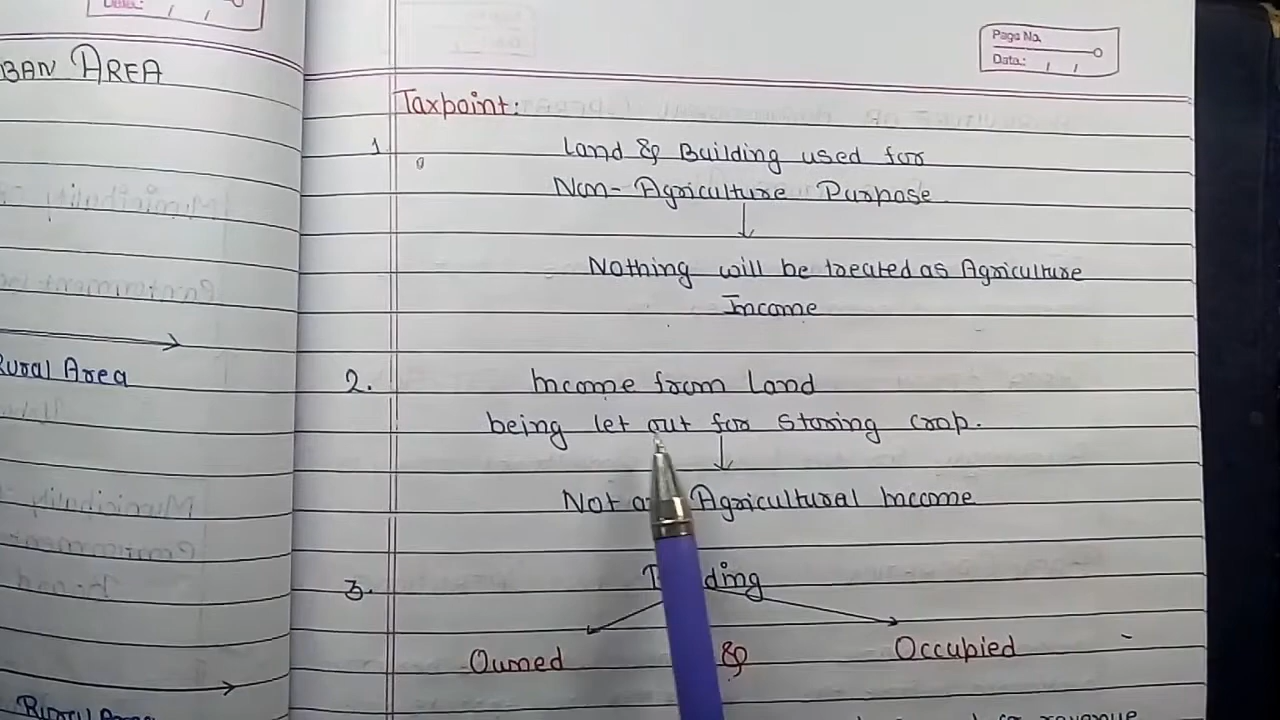 BAN AREA
Rural Area
Page No.
Date: / /
Taxpoint:
1.
Land & Building used for
Non-Agriculture Purpose
Nothing will be treated as Agriculture
Income
2.
Income from land
being let out for storing crop.
Not Agricultural Income
3.
Owned & Occupied
for revenue